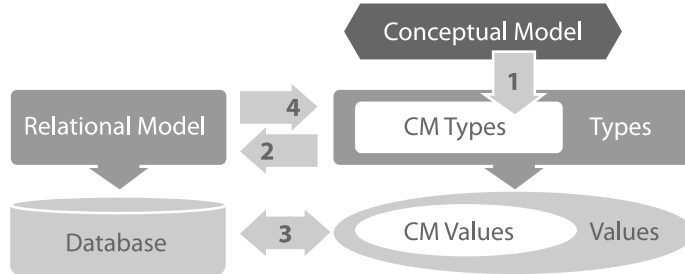 Conceptual Model
1
Relational Model
4
2
CM Types
Types
Database
3
CM Values
Values